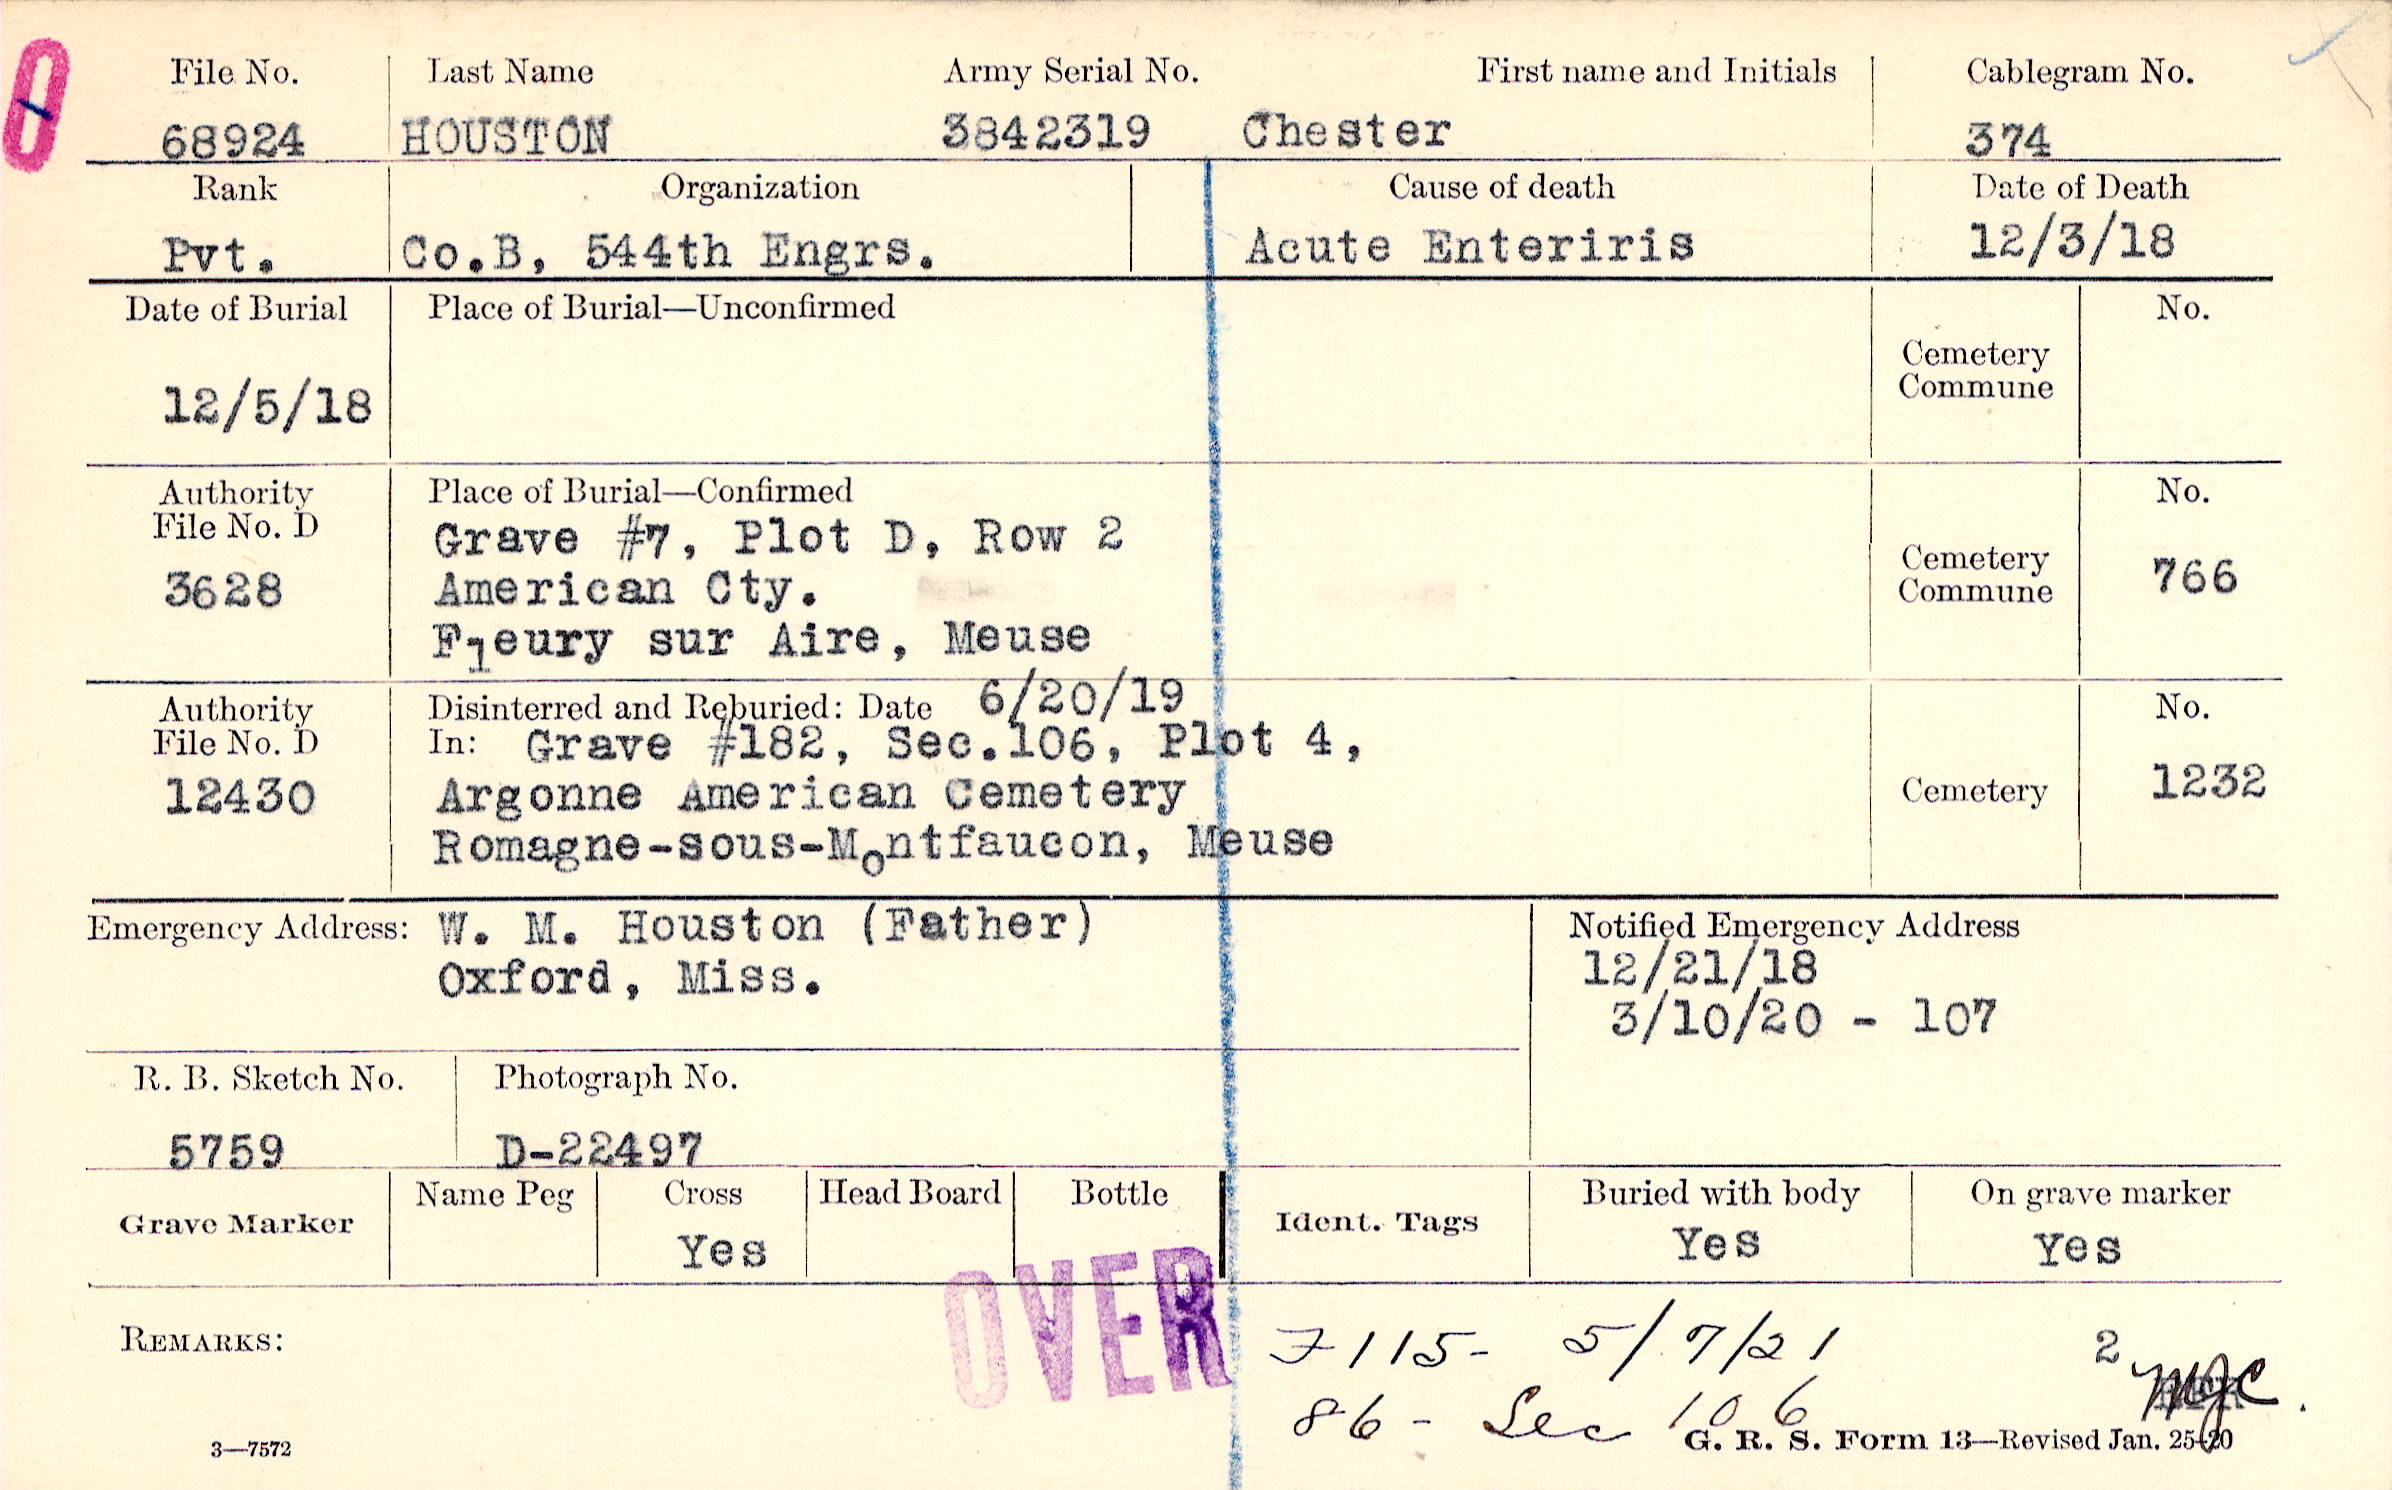 File No. Last Name Army Serial No. First name and Initials Cablegram No.
68924 HOUSTON 3842319 Chester 374
Rank Organization Cause of death Date of Death
Pvt. Co.B, 544th Engrs. Acute Enteriris 12/3/18
Date of Burial Place of Burial—Unconfirmed No.
Cemetery
Commune
12/5/18
Authority Place of Burial—Confirmed No.
File No. D Grave #7, Plot D, Row 2
Cemetery
3628 American Cty. Commune 766
Fleury sur Aire, Meuse
Authority Disinterred and Reburied: Date 6/20/19 No.
File No. D In: Grave #182, Sec.106, Plot 4,
12430 Argonne American Cemetery Cemetery 1232
Romagne-sous-Montfaucon, Meuse
Emergency Address: W. M. Houston (Father) Notified Emergency Address
Oxford, Miss. 12/21/18
3/10/20 - 107
R. B. Sketch No. Photograph No.
5759 D-22497
Name Peg Cross Head Board Bottle Buried with body On grave marker
Grave Marker Yes Ident. Tags Yes Yes
OVER
REMARKS: F115- 5/7/21 2
MJC.
86- Sec 106
3—7572 G. R. S. Form 13—Revised Jan. 25-20